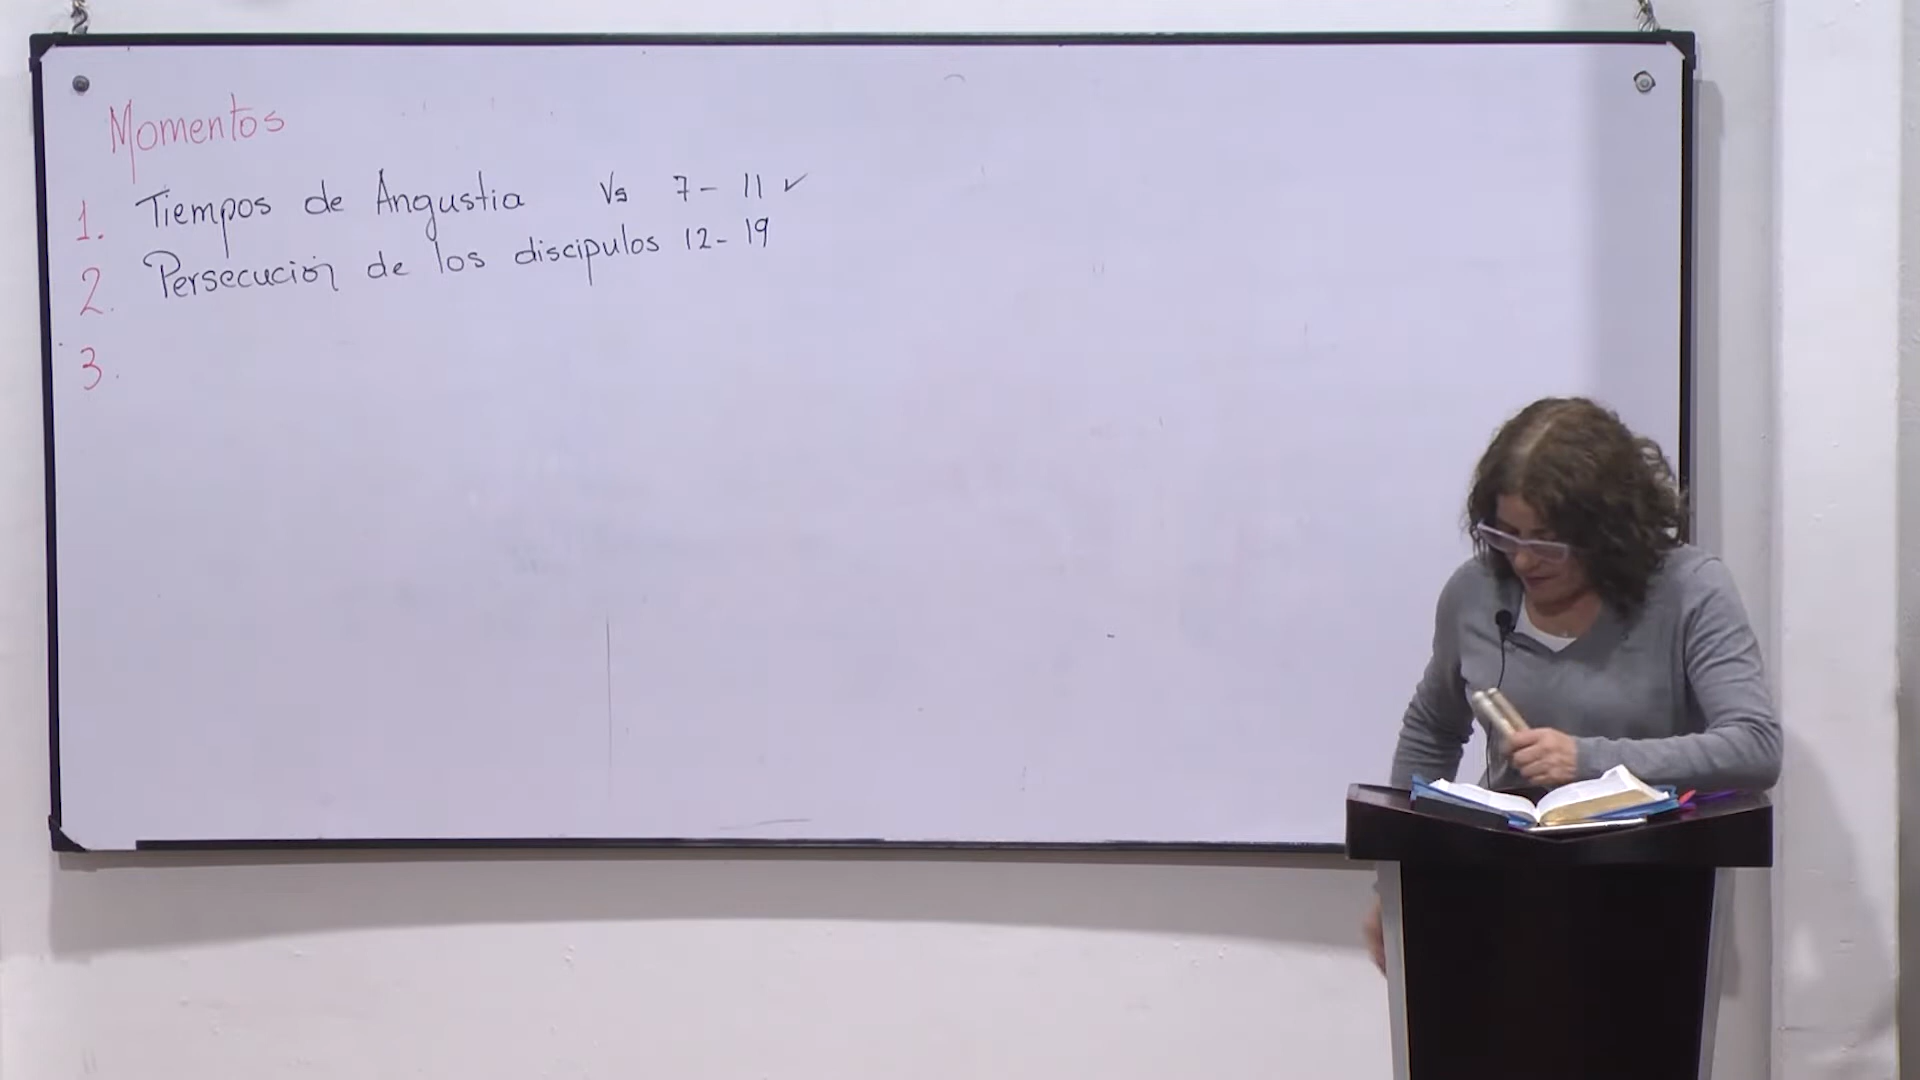 Momentos
1. Tiempos de Angustia Vs 7 - 11 ✓
2. Persecución de los discipulos 12 - 19
3.